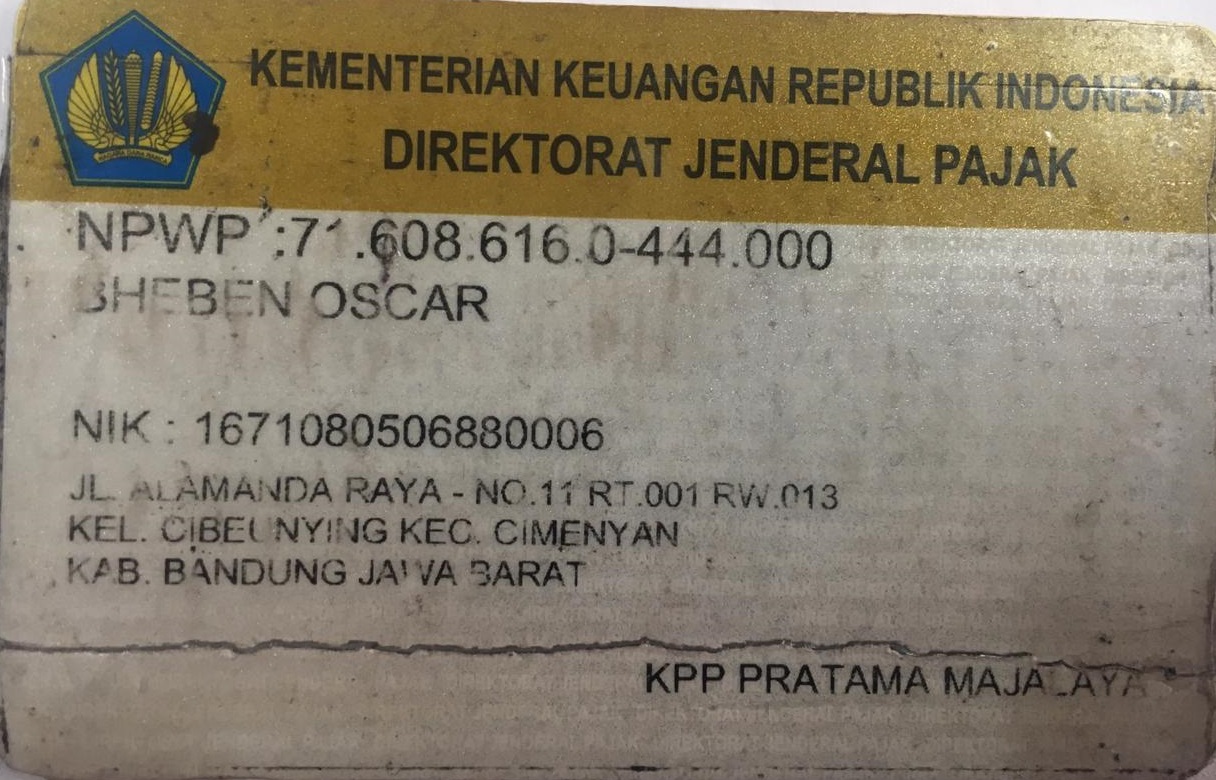 KEMENTERIAN KEUANGAN REPUBLIK INDONESIA
DIREKTORAT JENDERAL PAJAK
NPWP :71.608.616.0-444.000
BHEBEN OSCAR
NIK : 1671080506880006
JL. ALAMANDA RAYA - NO.11 RT.001 RW.013
KEL. CIBEUNYING KEC. CIMENYAN
KAB. BANDUNG JAWA BARAT
KPP PRATAMA MAJALAYA